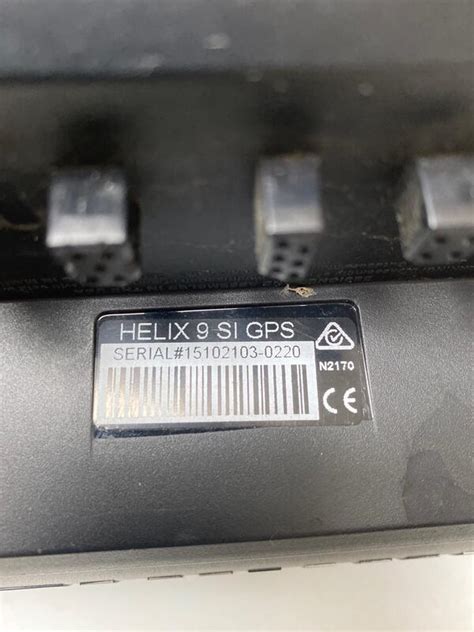 HELIX 9 SI GPS
SERIAL#15102103-0220
N2170
CE